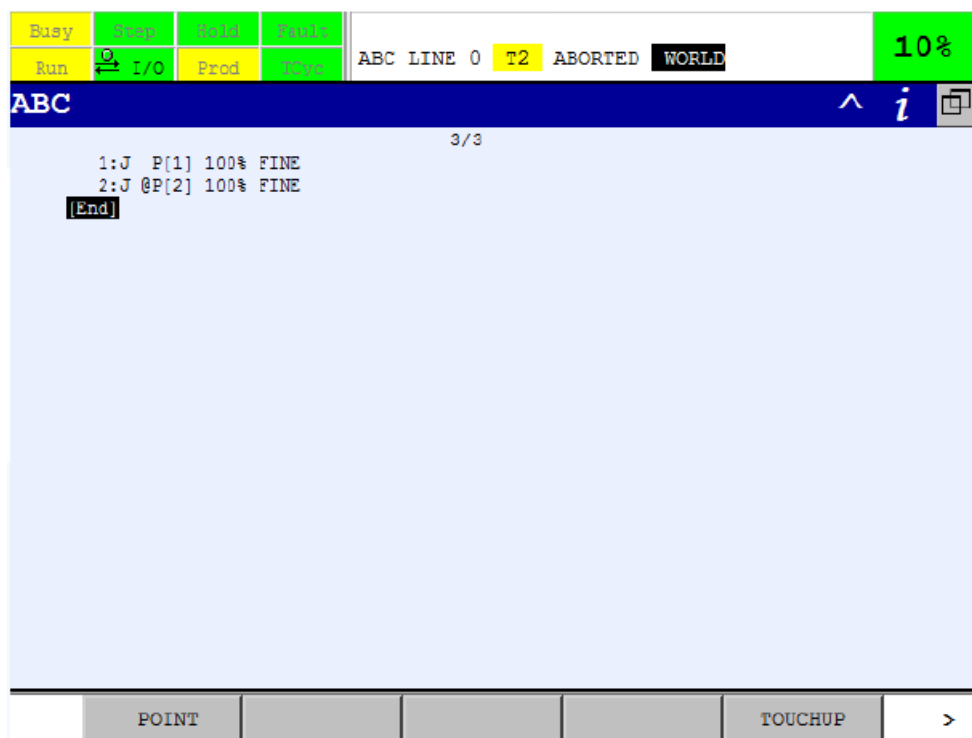 Busy Step Hold Fault
ABC LINE 0 T2 ABORTED WORLD
10%
Run I/O Prod TCyc
ABC ^ i
3/3
1:J P[1] 100% FINE
2:J @P[2] 100% FINE
[End]
POINT TOUCHUP >